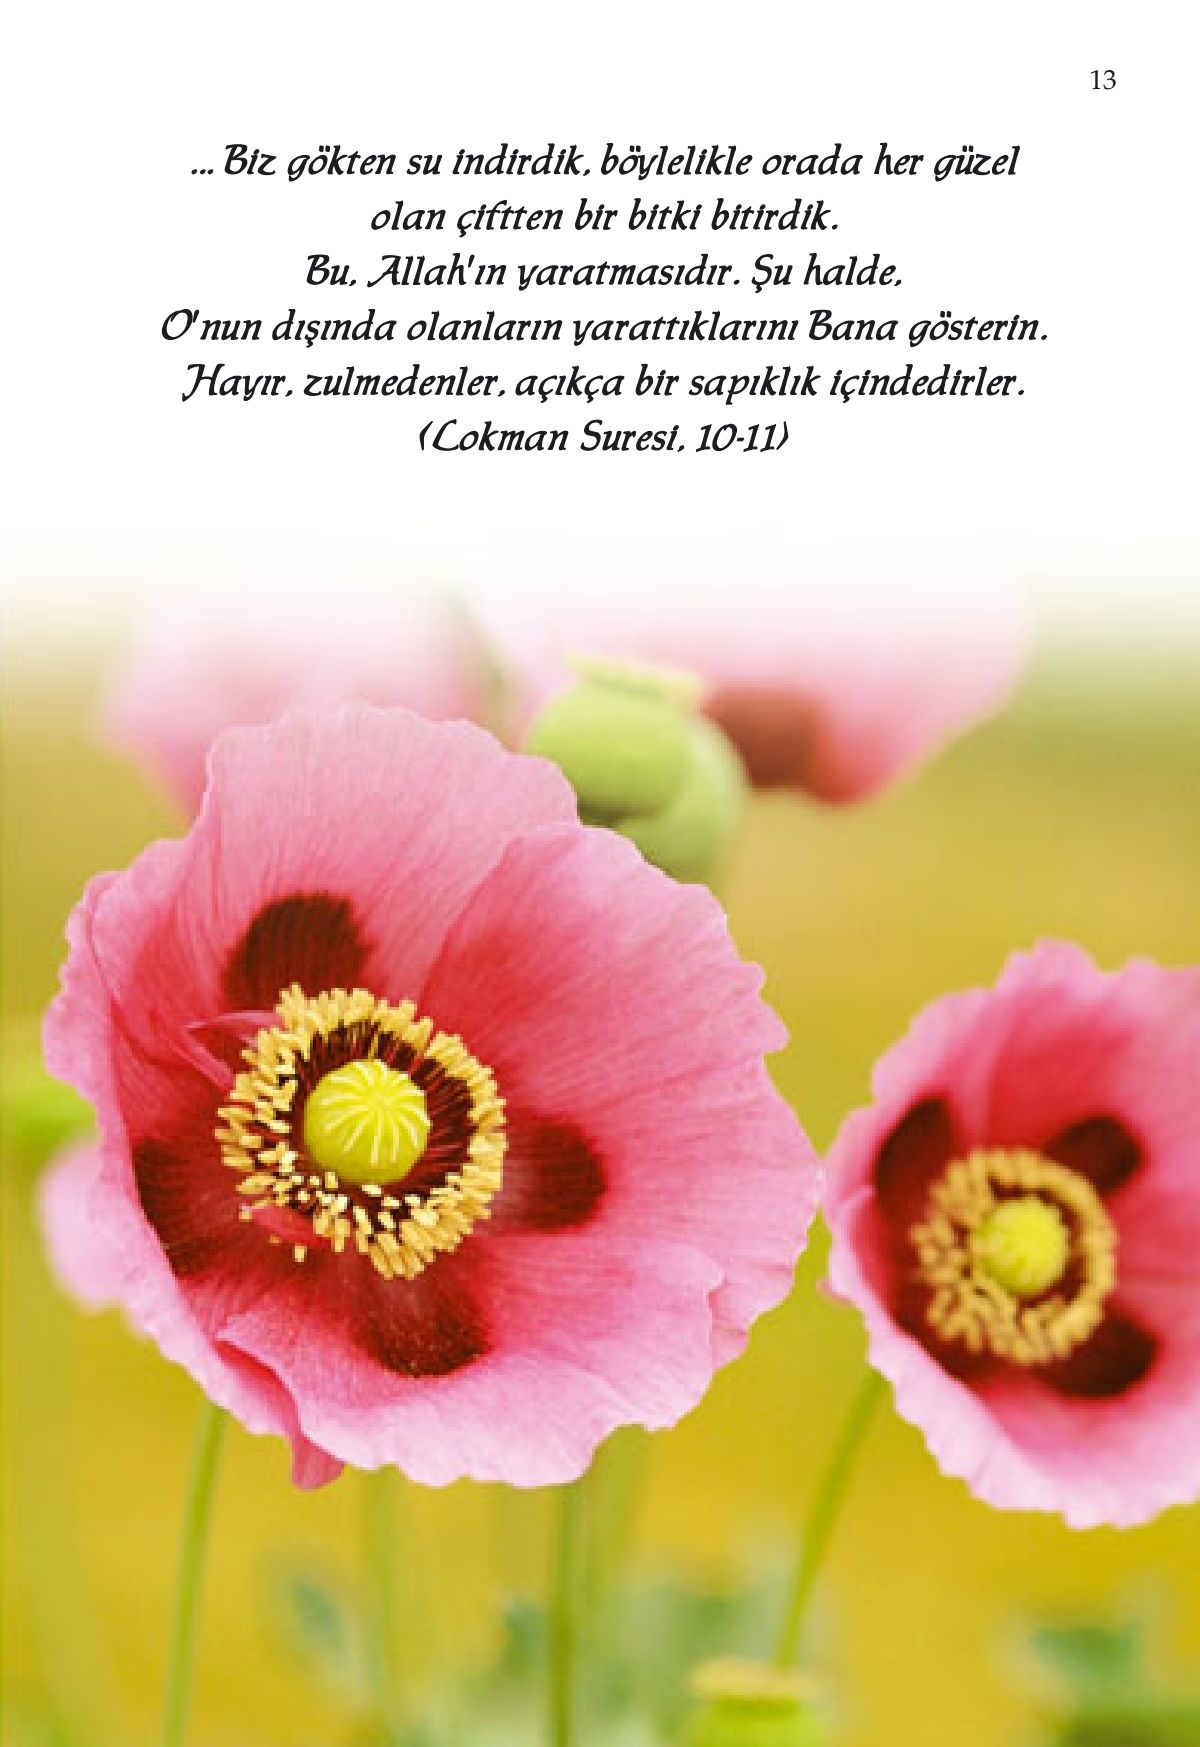 13
... Biz gökten su indirdik, böylelikle orada her güzel
olan çiftten bir bitki bitirdik.
Bu, Allah'ın yaratmasıdır. Şu halde,
O'nun dışında olanların yarattıklarını Bana gösterin.
Hayır, zulmedenler, açıkça bir sapıklık içindedirler.
(Lokman Suresi, 10-11)